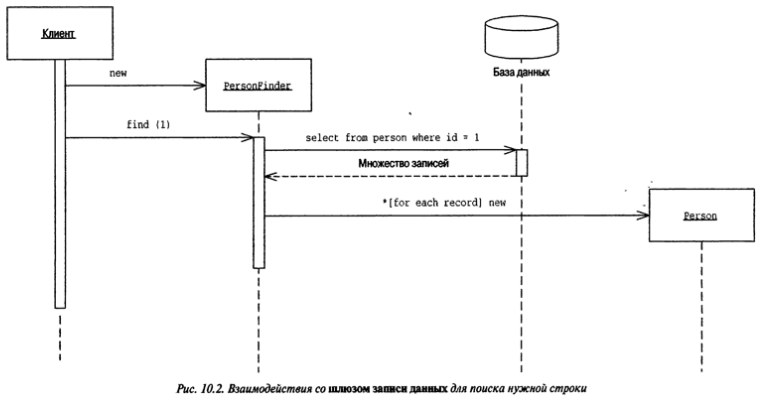 Клиент
База данных
new
PersonFinder
find (1)
select from person where id = 1
Множество записей
*[for each record] new
Person
Рис. 10.2. Взаимодействия со шлюзом записи данных для поиска нужной строки